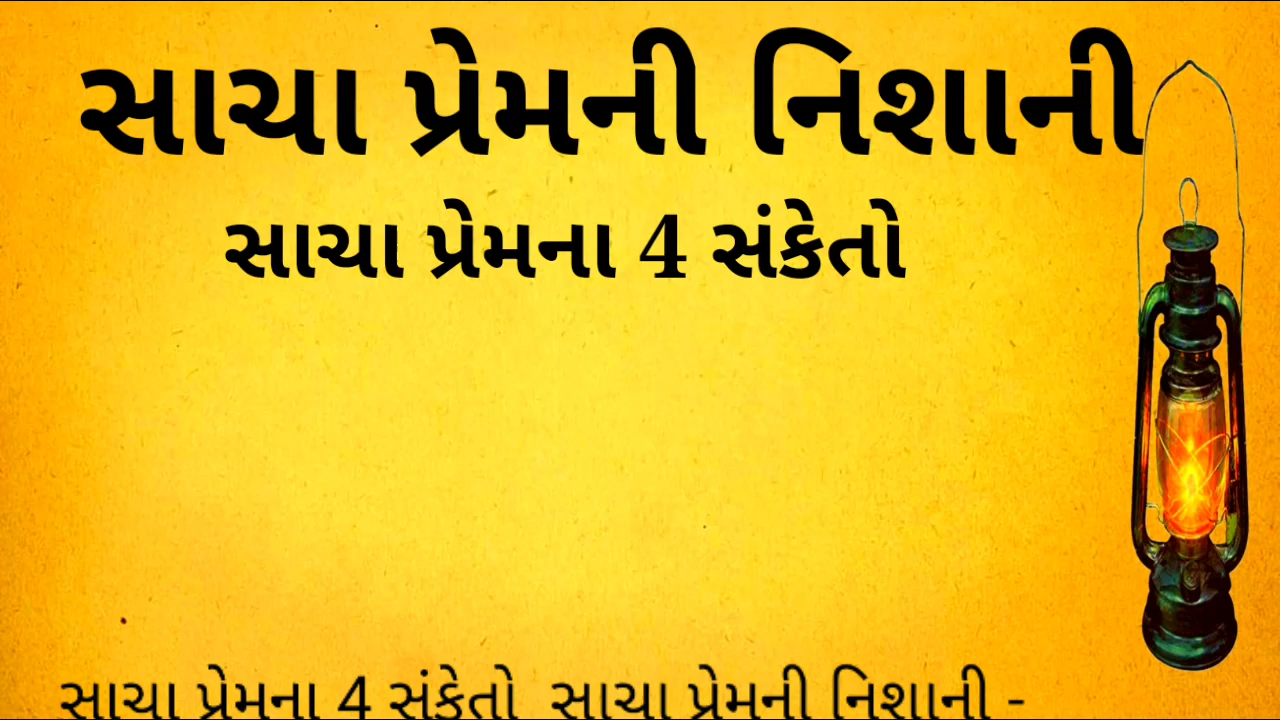 સાચા પ્રેમની નિશાની
સાચા પ્રેમના 4 સંકેતો
સાચા પ્રેમના 4 સંકેતો સાચા પ્રેમની નિશાની -